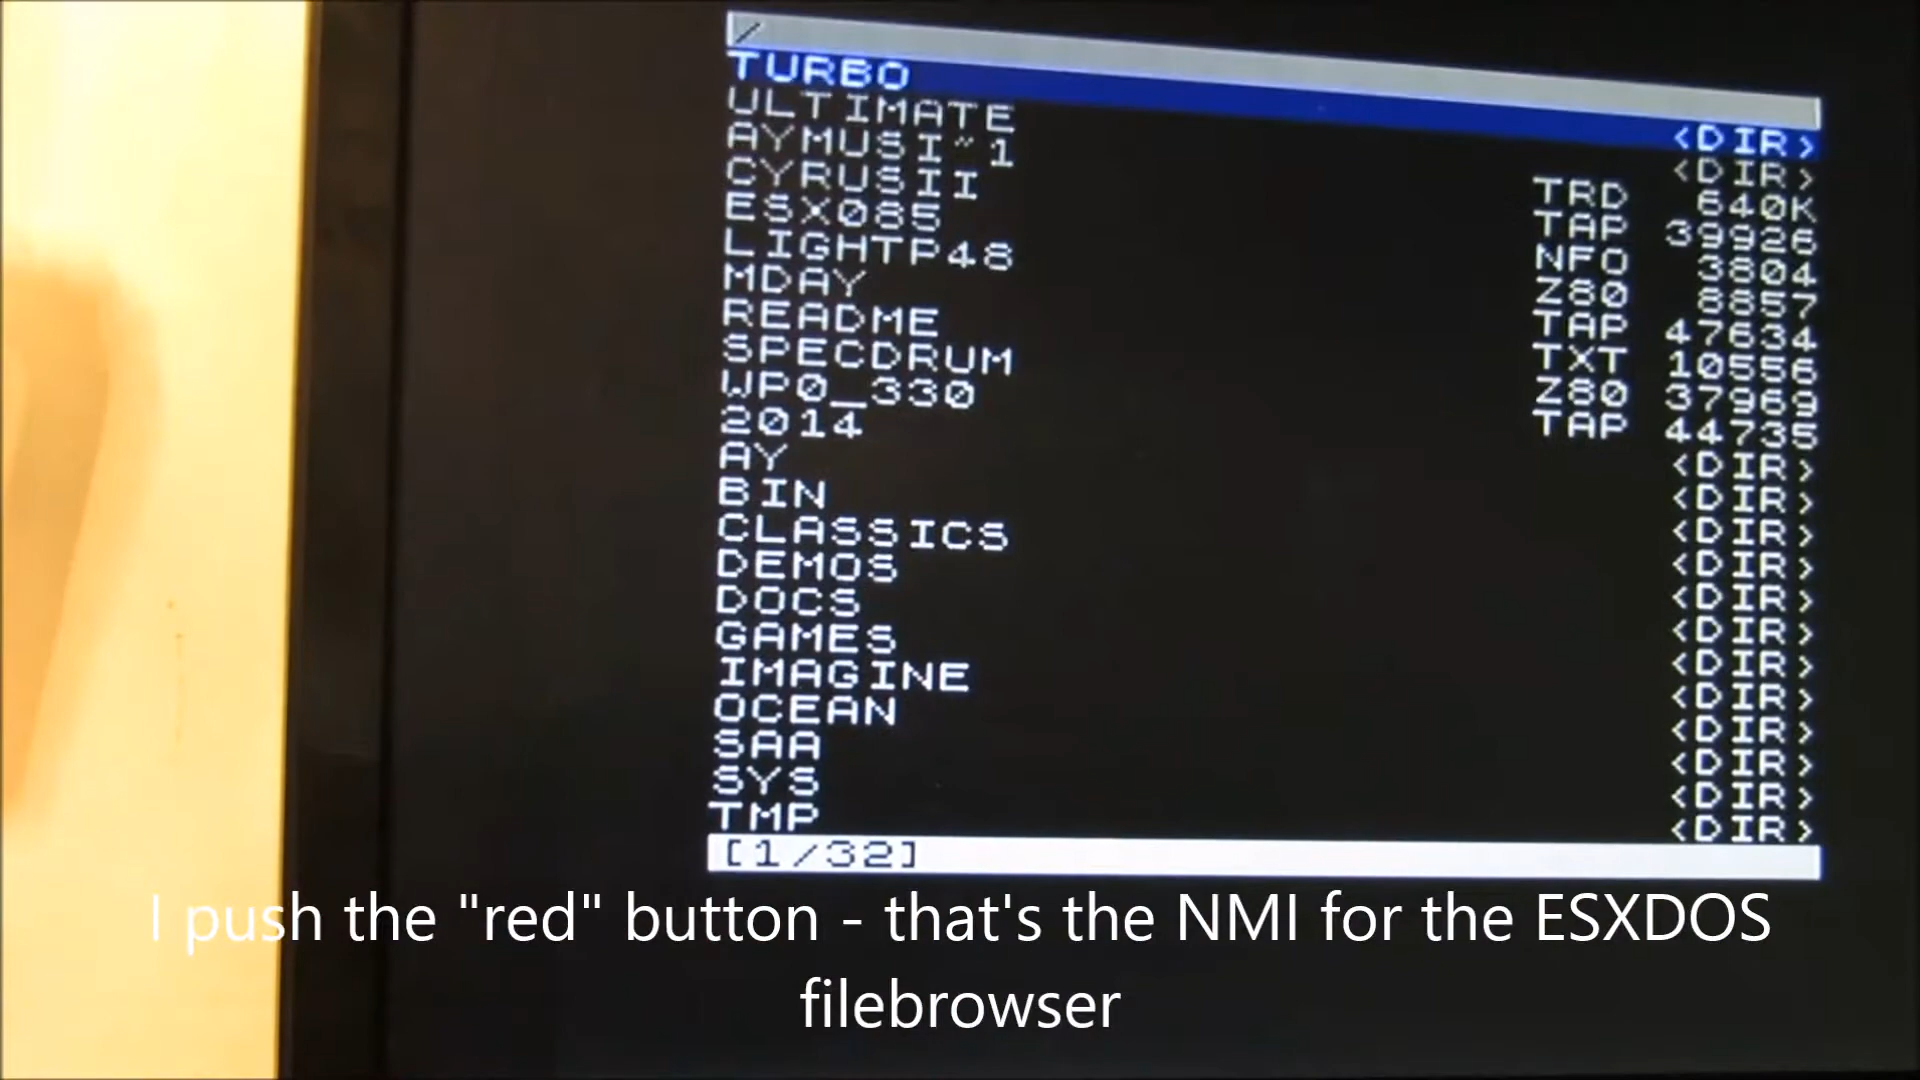 /
TURBO <DIR>
ULTIMATE <DIR>
AYMUSI~1 TRD 640K
CYRUSII TAP 39926
ESX085 NFO 3804
LIGHTP48 Z80 8857
MDAY TAP 47634
README TXT 10556
SPECDRUM Z80 37969
WP0_330 TAP 44735
2014 <DIR>
AY <DIR>
BIN <DIR>
CLASSICS <DIR>
DEMOS <DIR>
DOCS <DIR>
GAMES <DIR>
IMAGINE <DIR>
OCEAN <DIR>
SAA <DIR>
SYS <DIR>
TMP <DIR>
[1/32]
I push the "red" button - that's the NMI for the ESXDOS
filebrowser